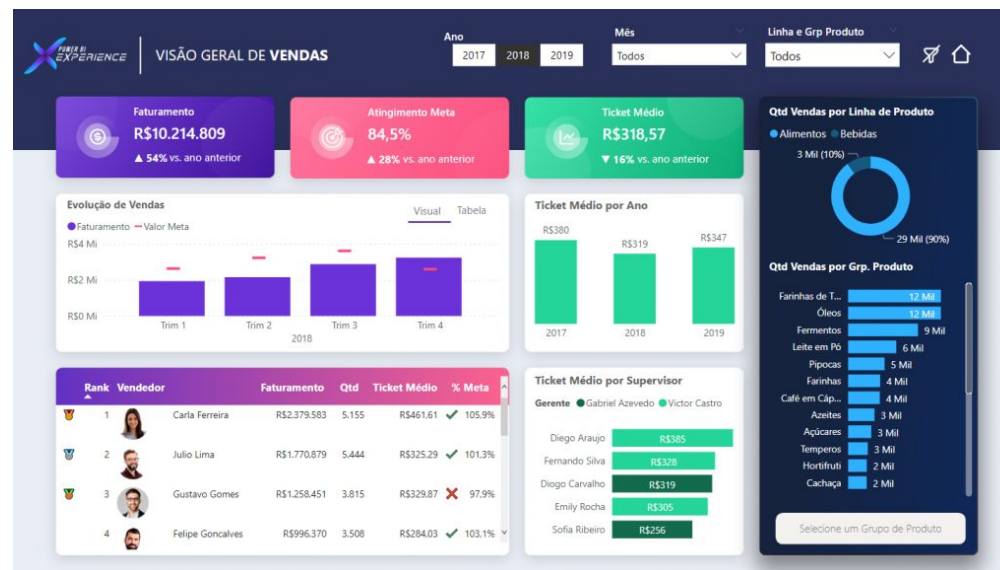 POWER BI
EXPERIENCE
VISÃO GERAL DE VENDAS
Ano
2017 2018 2019
Mês
Todos
Linha e Grp Produto
Todos
Faturamento
R$10.214.809
▲ 54% vs. ano anterior
Atingimento Meta
84,5%
▲ 28% vs. ano anterior
Ticket Médio
R$318,57
▼ 16% vs. ano anterior
Evolução de Vendas
Visual Tabela
Faturamento Valor Meta
R$4 Mi
R$2 Mi
R$0 Mi
Trim 1 Trim 2 Trim 3 Trim 4
2018
Ticket Médio por Ano
R$380 R$319 R$347
2017 2018 2019
Rank Vendedor Faturamento Qtd Ticket Médio % Meta
1 Carla Ferreira R$2.379.583 5.155 R$461.61 105.9%
2 Julio Lima R$1.770.879 5.444 R$325.29 101.3%
3 Gustavo Gomes R$1.258.451 3.815 R$329.87 97.9%
4 Felipe Goncalves R$996.370 3.508 R$284.03 103.1%
Ticket Médio por Supervisor
Gerente Gabriel Azevedo Victor Castro
Diego Araujo R$385
Fernando Silva R$328
Diogo Carvalho R$319
Emily Rocha R$305
Sofia Ribeiro R$256
Qtd Vendas por Linha de Produto
Alimentos Bebidas
3 Mil (10%)
29 Mil (90%)
Qtd Vendas por Grp. Produto
Farinhas de T... 12 Mil
Óleos 12 Mil
Fermentos 9 Mil
Leite em Pó 6 Mil
Pipocas 5 Mil
Farinhas 4 Mil
Café em Cáp... 4 Mil
Azeites 3 Mil
Açúcares 3 Mil
Temperos 3 Mil
Hortifruti 2 Mil
Cachaça 2 Mil
Selecione um Grupo de Produto